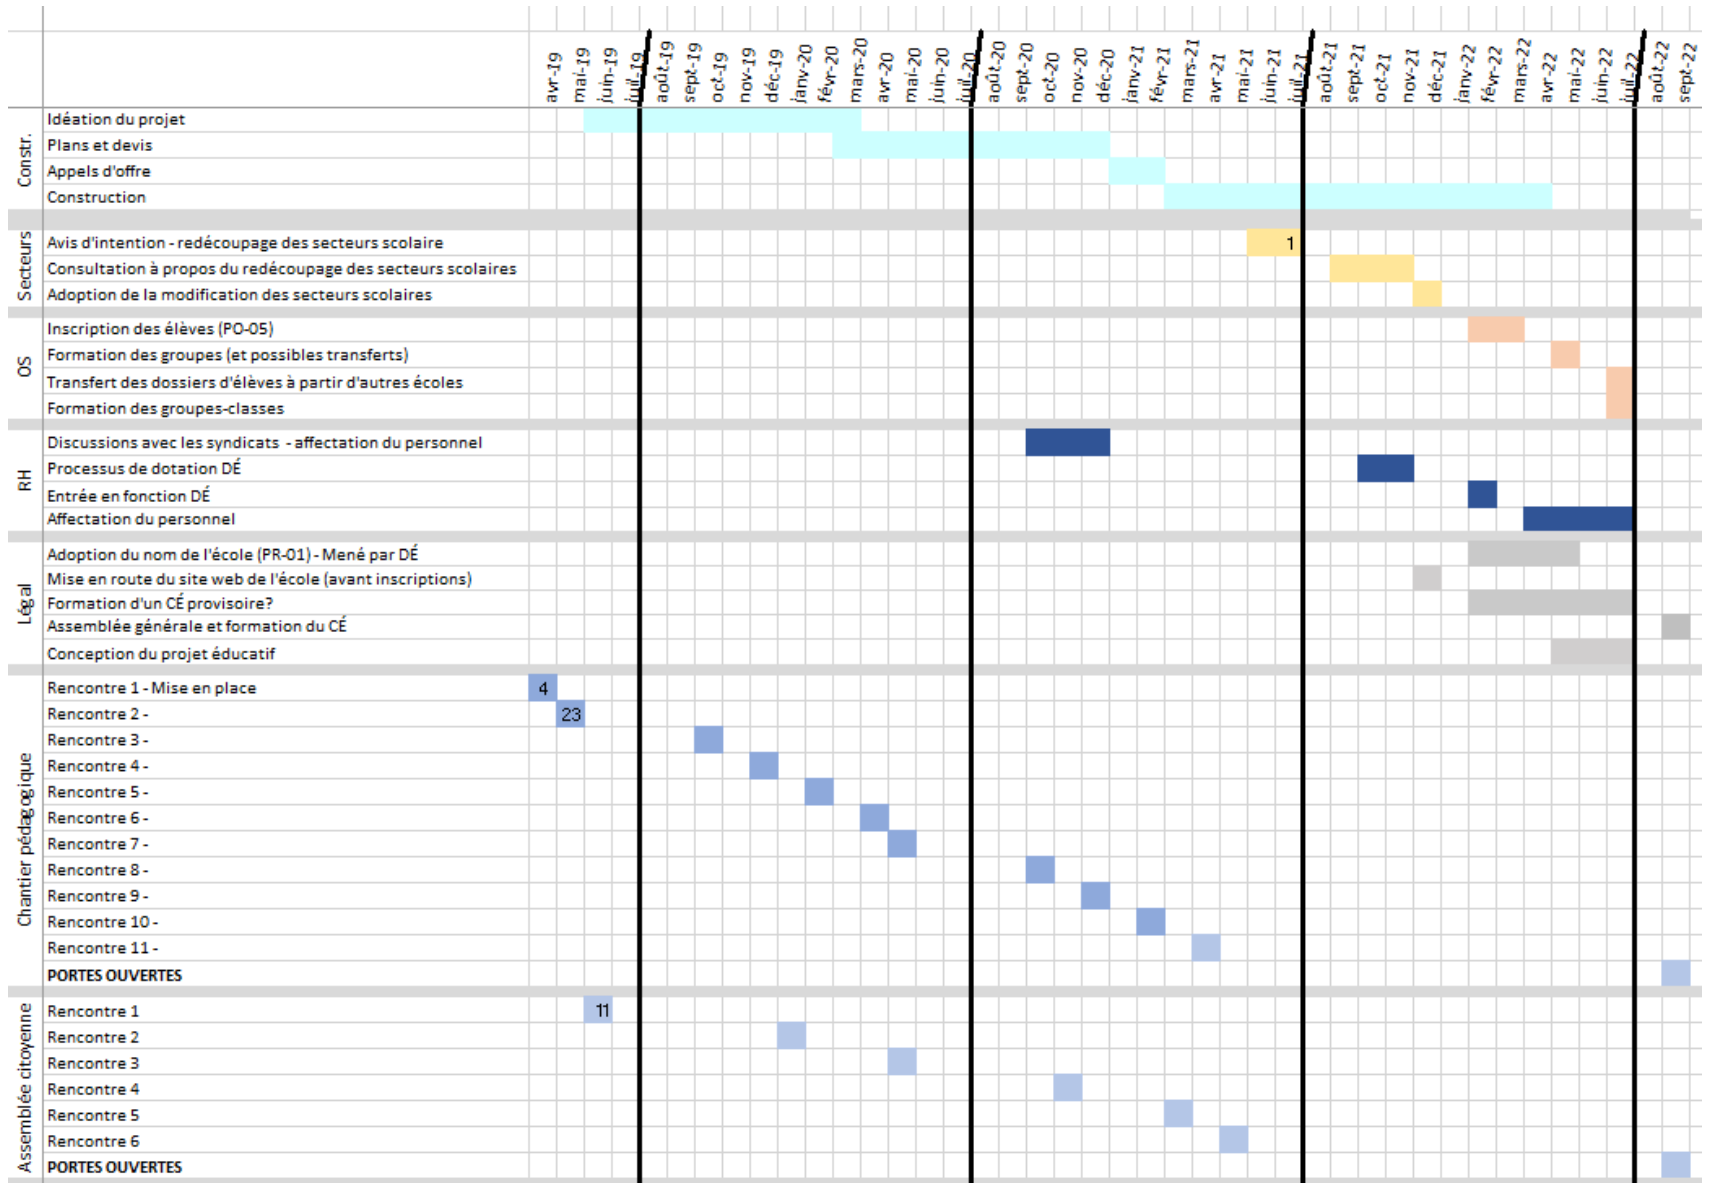 avr-19 mai-19 juin-19 juil-19 août-19 sept-19 oct-19 nov-19 déc-19 janv-20 févr-20 mars-20 avr-20 mai-20 juin-20 juil-20 août-20 sept-20 oct-20 nov-20 déc-20 janv-21 févr-21 mars-21 avr-21 mai-21 juin-21 juil-21 août-21 sept-21 oct-21 nov-21 déc-21 janv-22 févr-22 mars-22 avr-22 mai-22 juin-22 juil-22 août-22 sept-22
Constr.
Idéation du projet
Plans et devis
Appels d'offre
Construction
Secteurs
Avis d'intention - redécoupage des secteurs scolaire 1
Consultation à propos du redécoupage des secteurs scolaires
Adoption de la modification des secteurs scolaires
OS
Inscription des élèves (PO-05)
Formation des groupes (et possibles transferts)
Transfert des dossiers d'élèves à partir d'autres écoles
Formation des groupes-classes
RH
Discussions avec les syndicats - affectation du personnel
Processus de dotation DÉ
Entrée en fonction DÉ
Affectation du personnel
Légal
Adoption du nom de l'école (PR-01) - Mené par DÉ
Mise en route du site web de l'école (avant inscriptions)
Formation d'un CÉ provisoire?
Assemblée générale et formation du CÉ
Conception du projet éducatif
Chantier pédagogique
Rencontre 1 - Mise en place 4
Rencontre 2 - 23
Rencontre 3 -
Rencontre 4 -
Rencontre 5 -
Rencontre 6 -
Rencontre 7 -
Rencontre 8 -
Rencontre 9 -
Rencontre 10 -
Rencontre 11 -
PORTES OUVERTES
Assemblée citoyenne
Rencontre 1 11
Rencontre 2
Rencontre 3
Rencontre 4
Rencontre 5
Rencontre 6
PORTES OUVERTES